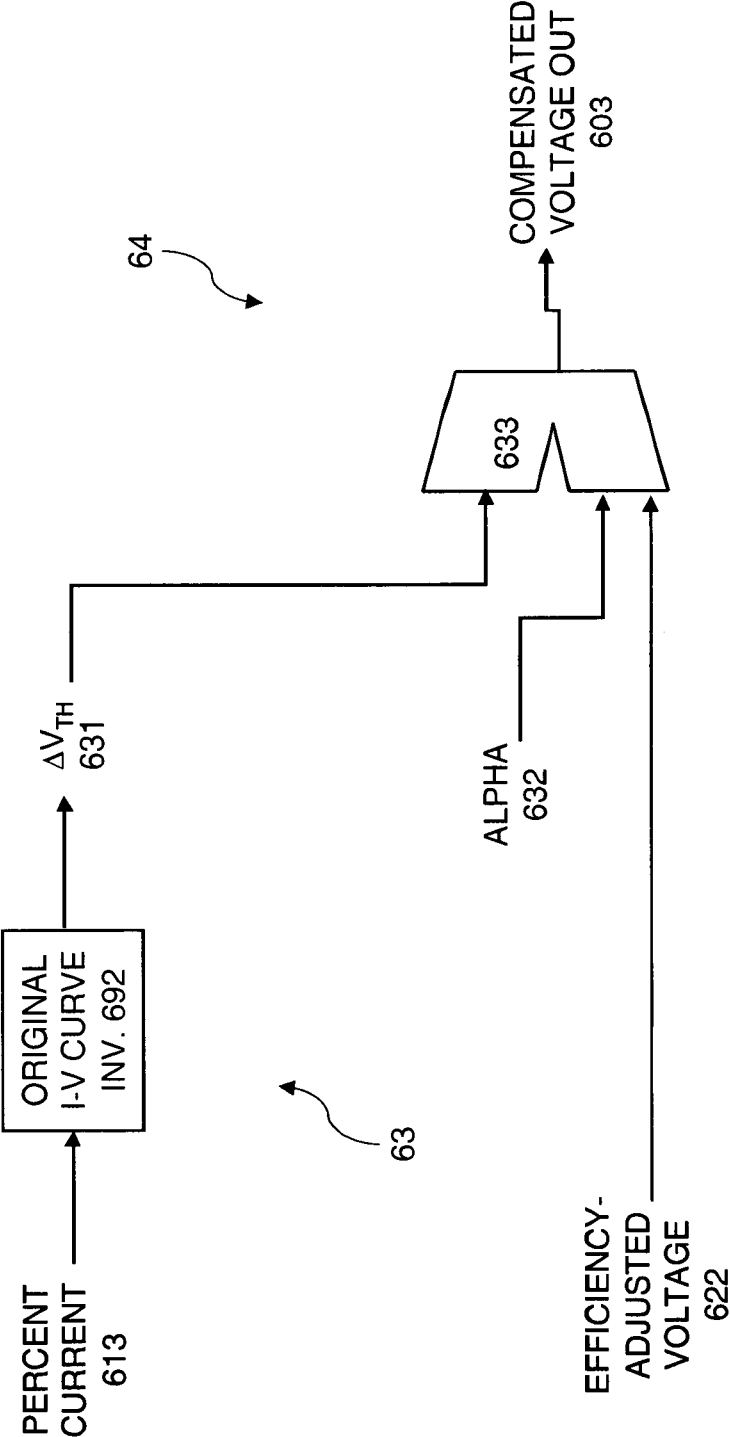 PERCENT
CURRENT
613
ORIGINAL
I-V CURVE
INV. 692
ΔVTH
631
63
64
ALPHA
632
633
EFFICIENCY-
ADJUSTED
VOLTAGE
622
COMPENSATED
VOLTAGE OUT
603